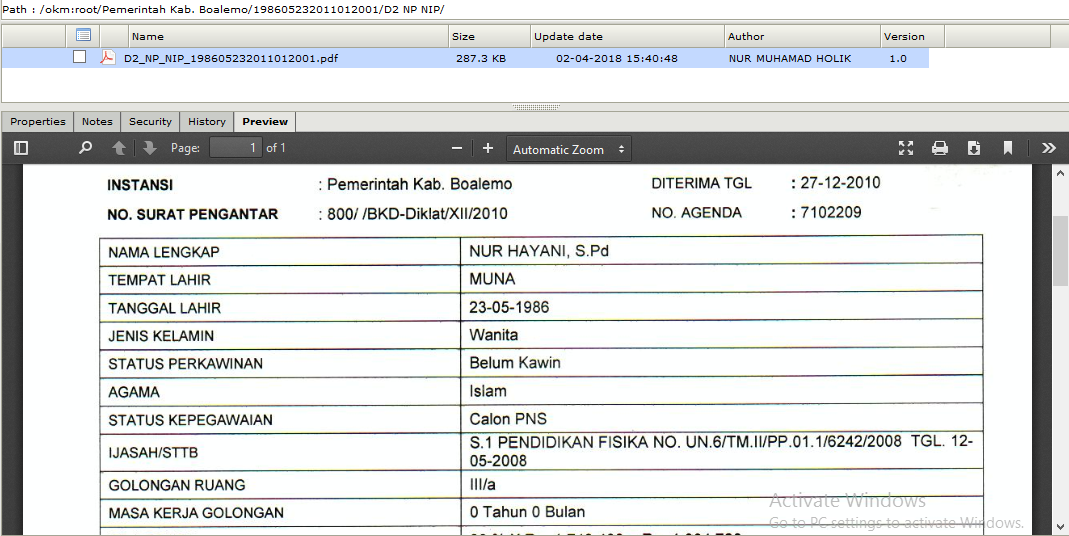 Path : /okm:root/Pemerintah Kab. Boalemo/198605232011012001/D2 NP NIP/
Name Size Update date Author Version
D2_NP_NIP_198605232011012001.pdf 287.3 KB 02-04-2018 15:40:48 NUR MUHAMAD HOLIK 1.0
Properties Notes Security History Preview
Page: 1 of 1 Automatic Zoom
INSTANSI : Pemerintah Kab. Boalemo DITERIMA TGL : 27-12-2010
NO. SURAT PENGANTAR : 800/ /BKD-Diklat/XII/2010 NO. AGENDA : 7102209
NAMA LENGKAP NUR HAYANI, S.Pd
TEMPAT LAHIR MUNA
TANGGAL LAHIR 23-05-1986
JENIS KELAMIN Wanita
STATUS PERKAWINAN Belum Kawin
AGAMA Islam
STATUS KEPEGAWAIAN Calon PNS
IJASAH/STTB S.1 PENDIDIKAN FISIKA NO. UN.6/TM.II/PP.01.1/6242/2008 TGL. 12-
05-2008
GOLONGAN RUANG III/a
MASA KERJA GOLONGAN 0 Tahun 0 Bulan
Activate Windows
Go to PC settings to activate Windows.